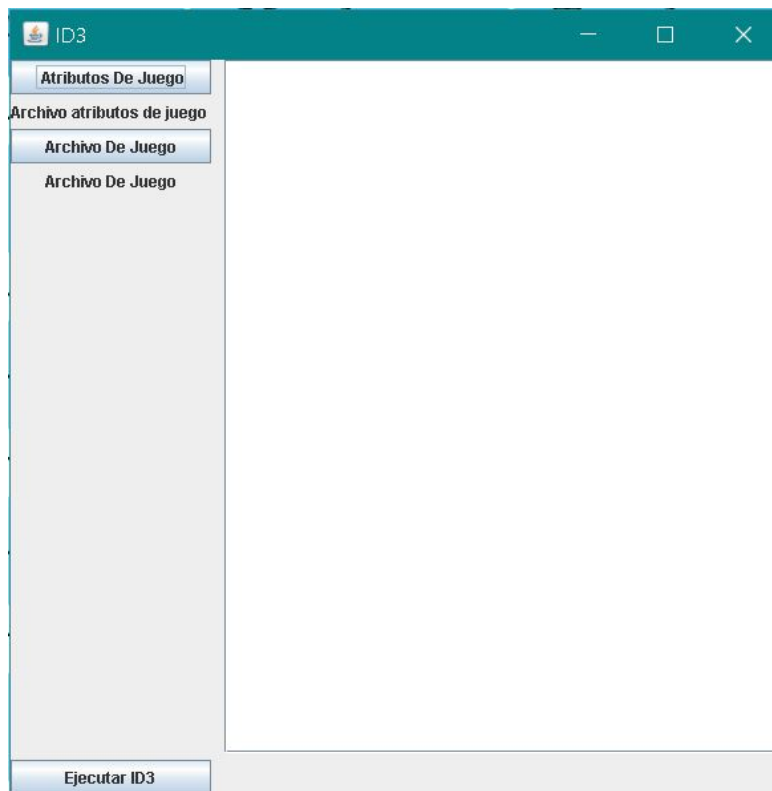 ID3
Atributos De Juego
Archivo atributos de juego
Archivo De Juego
Archivo De Juego
Ejecutar ID3